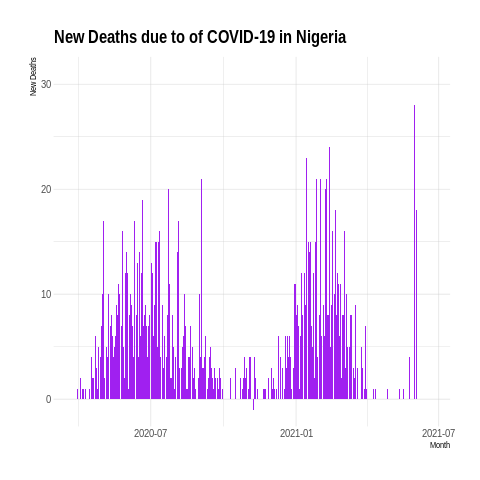 New Deaths due to of COVID-19 in Nigeria
New Deaths
30
20
10
0
2020-07
2021-01
2021-07
Month